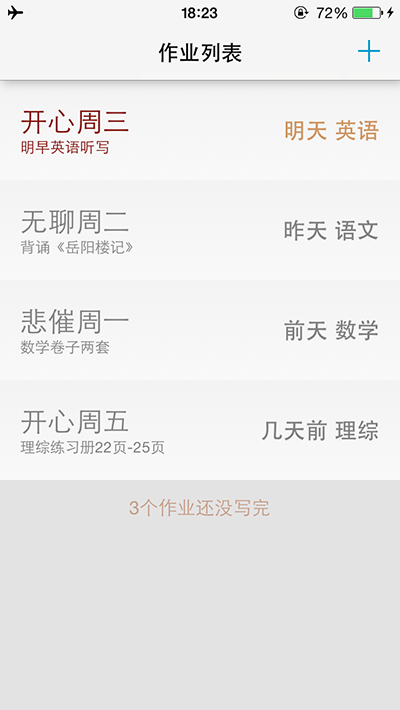 18:23 72%
作业列表
开心周三
明早英语听写
明天 英语
无聊周二
背诵《岳阳楼记》
昨天 语文
悲催周一
数学卷子两套
前天 数学
开心周五
理综练习册22页-25页
几天前 理综
3个作业还没写完